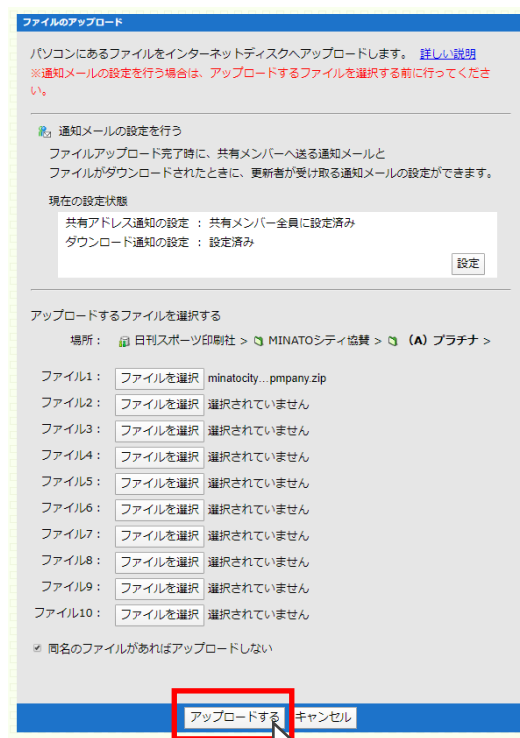 ファイルのアップロード
パソコンにあるファイルをインターネットディスクへアップロードします。 詳しい説明
※通知メールの設定を行う場合は、アップロードするファイルを選択する前に行ってくださ
い。
通知メールの設定を行う
ファイルアップロード完了時に、共有メンバーへ送る通知メールと
ファイルがダウンロードされたときに、更新者が受け取る通知メールの設定ができます。
現在の設定状態
共有アドレス通知の設定 : 共有メンバー全員に設定済み
ダウンロード通知の設定 : 設定済み
設定
アップロードするファイルを選択する
場所: 日刊スポーツ印刷社 > MINATOシティ協賛 > (A) プラチナ >
ファイル1: ファイルを選択 minatocity…pmpany.zip
ファイル2: ファイルを選択 選択されていません
ファイル3: ファイルを選択 選択されていません
ファイル4: ファイルを選択 選択されていません
ファイル5: ファイルを選択 選択されていません
ファイル6: ファイルを選択 選択されていません
ファイル7: ファイルを選択 選択されていません
ファイル8: ファイルを選択 選択されていません
ファイル9: ファイルを選択 選択されていません
ファイル10: ファイルを選択 選択されていません
同名のファイルがあればアップロードしない
アップロードする キャンセル